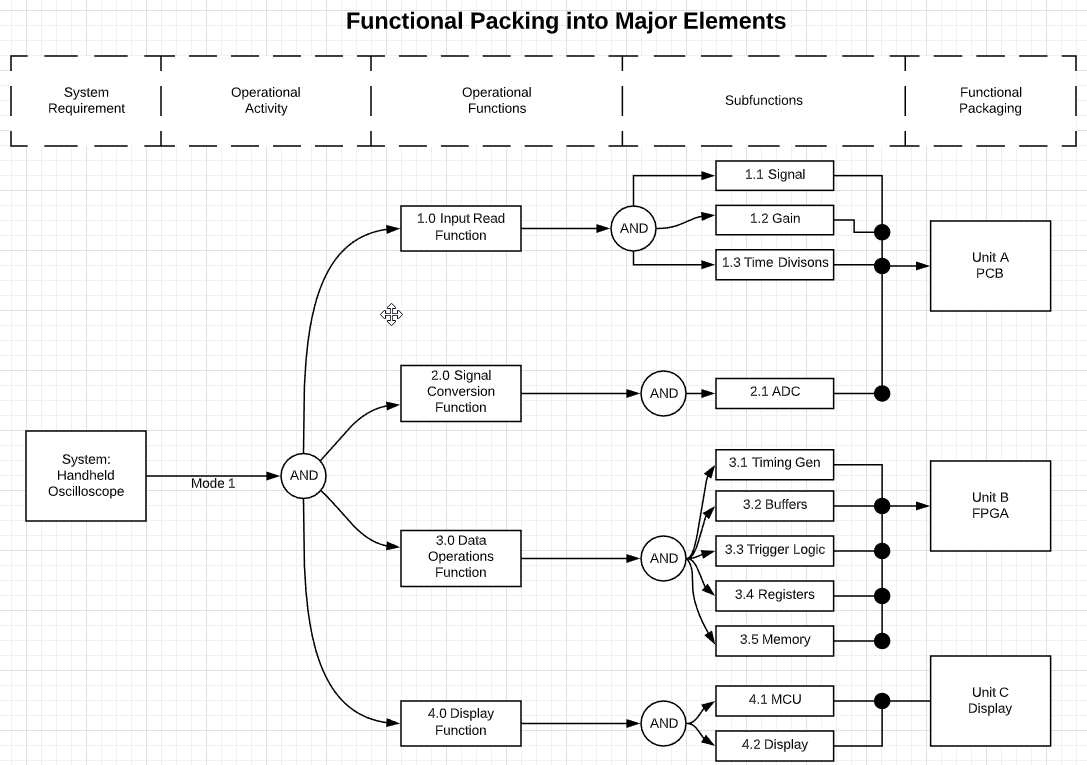 Functional Packing into Major Elements
System
Requirement
Operational
Activity
Operational
Functions
Subfunctions
Functional
Packaging
System:
Handheld
Oscilloscope
Mode 1
AND
1.0 Input Read
Function
AND
1.1 Signal
1.2 Gain
1.3 Time Divisons
Unit A
PCB
2.0 Signal
Conversion
Function
AND
2.1 ADC
3.0 Data
Operations
Function
AND
3.1 Timing Gen
3.2 Buffers
3.3 Trigger Logic
3.4 Registers
3.5 Memory
Unit B
FPGA
4.0 Display
Function
AND
4.1 MCU
4.2 Display
Unit C
Display